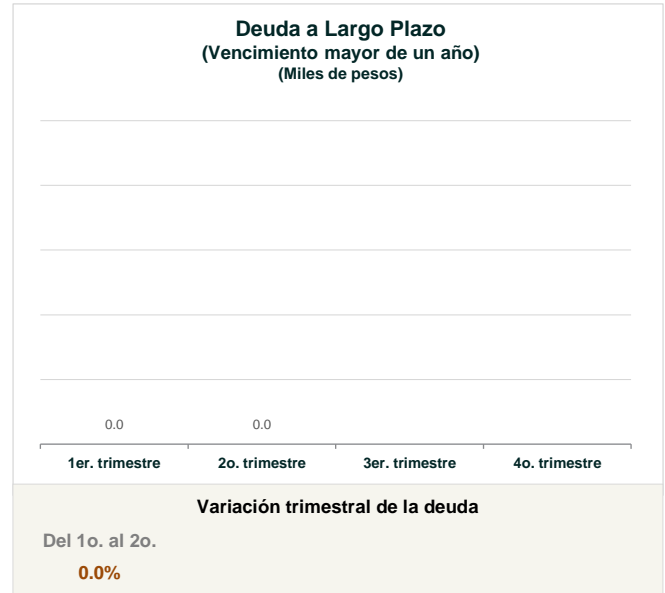 Deuda a Largo Plazo
(Vencimiento mayor de un año)
(Miles de pesos)
0.0 0.0
1er. trimestre 2o. trimestre 3er. trimestre 4o. trimestre
Variación trimestral de la deuda
Del 1o. al 2o.
0.0%